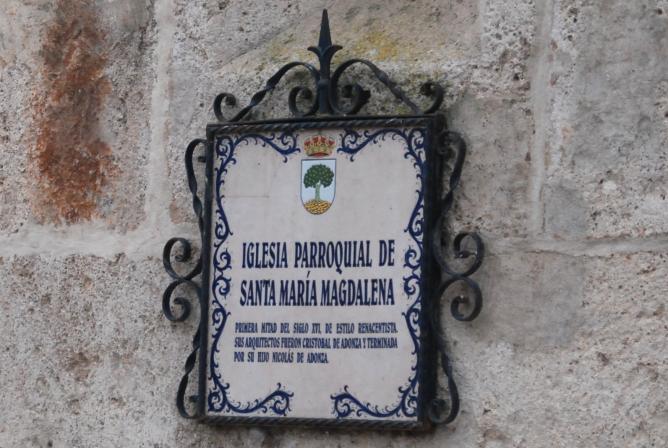 IGLESIA PARROQUIAL DE
SANTA MARÍA MAGDALENA
PRIMERA MITAD DEL SIGLO XVI, DE ESTILO RENACENTISTA.
SUS ARQUITECTOS FUERON CRISTOBAL DE ADONZA Y TERMINADA
POR SU HIJO NICOLÁS DE ADONZA.